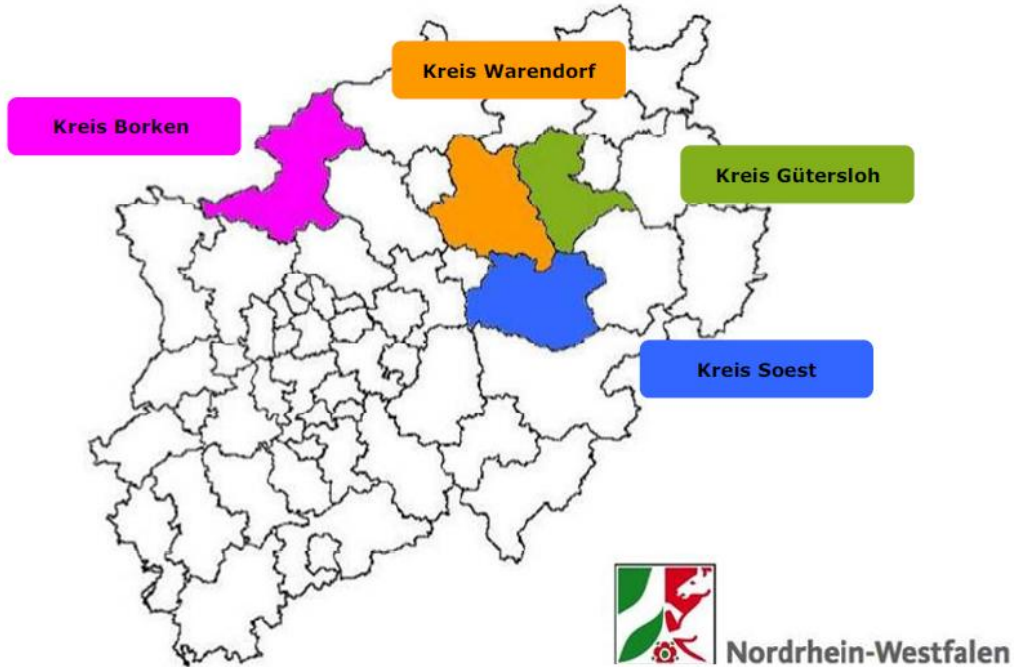 Kreis Warendorf
Kreis Borken
Kreis Gütersloh
Kreis Soest
Nordrhein-Westfalen